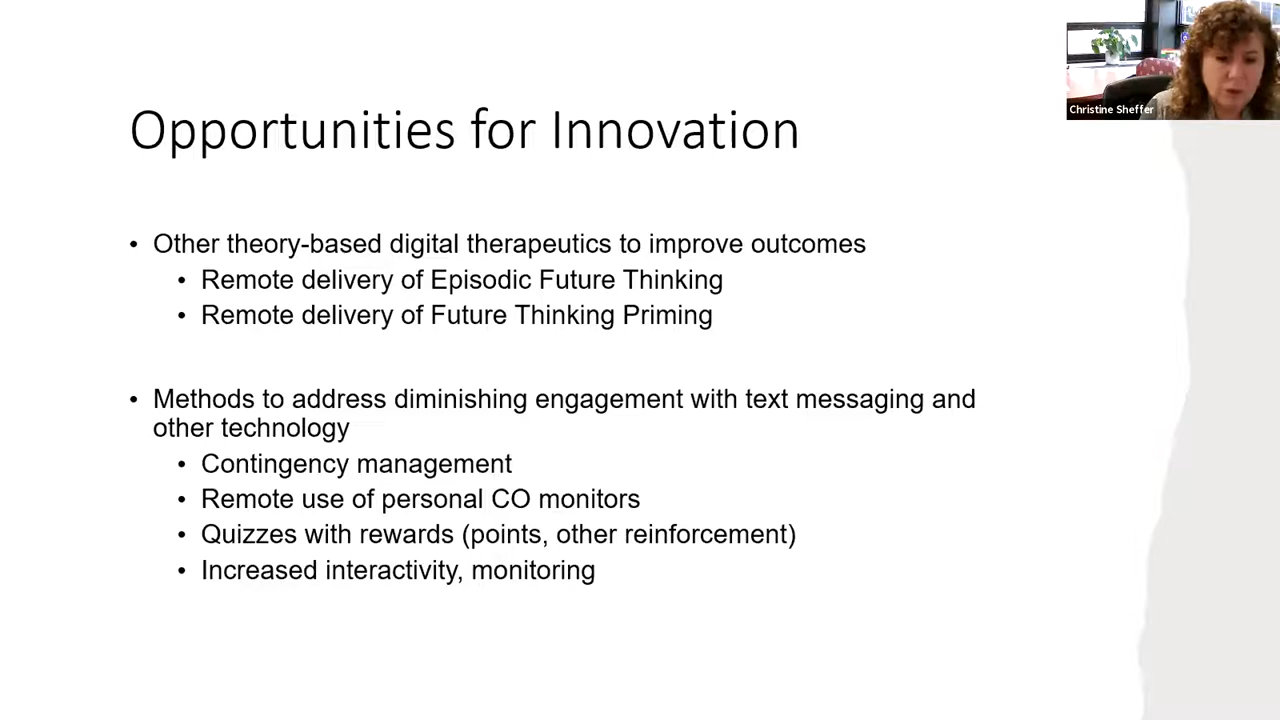 Christine Sheffer
Opportunities for Innovation
• Other theory-based digital therapeutics to improve outcomes
• Remote delivery of Episodic Future Thinking
• Remote delivery of Future Thinking Priming
• Methods to address diminishing engagement with text messaging and
other technology
• Contingency management
• Remote use of personal CO monitors
• Quizzes with rewards (points, other reinforcement)
• Increased interactivity, monitoring